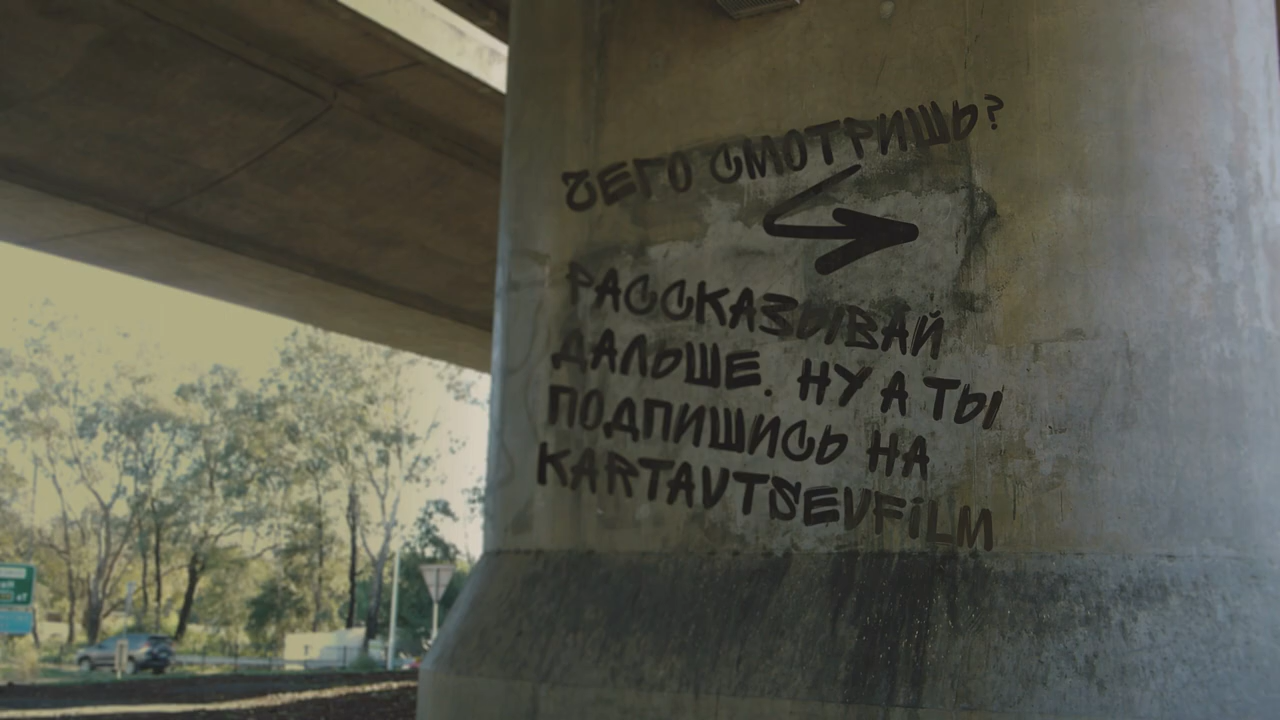 ЧЕГО СМОТРИШЬ?
РАССКАЗЫВАЙ
ДАЛЬШЕ. НУ А ТЫ
ПОДПИШИСЬ НА
KARTAVTSEVFILM